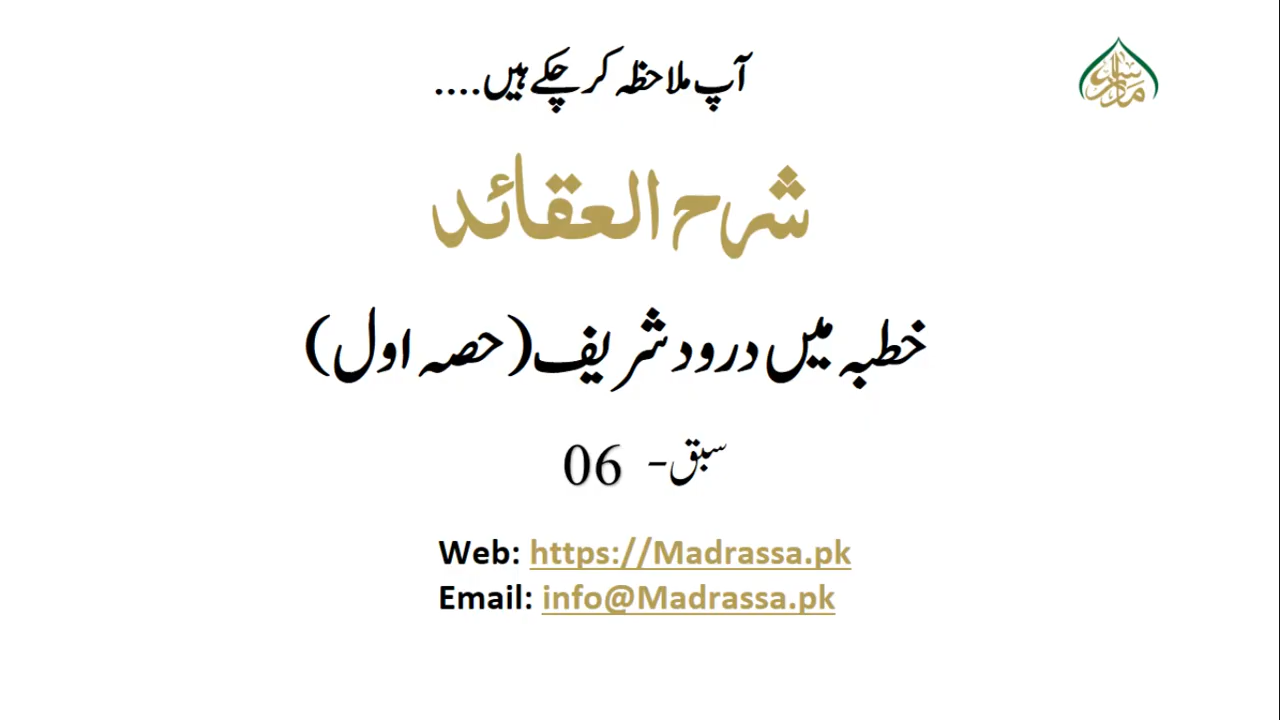 آپ ملاحظہ کر چکے ہیں....
مدرسہ
شرح العقائد
خطبہ میں درود شریف (حصہ اول)
سبق - 06
Web: https://Madrassa.pk
Email: info@Madrassa.pk